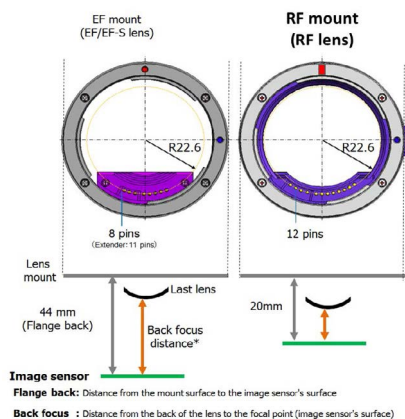 EF mount
(EF/EF-S lens)
RF mount
(RF lens)
R22.6
R22.6
8 pins
(Extender: 11 pins)
12 pins
Lens
mount
44 mm
(Flange back)
Last lens
Back focus
distance*
20mm
Image sensor
Flange back: Distance from the mount surface to the image sensor's surface
Back focus : Distance from the back of the lens to the focal point (image sensor's surface)